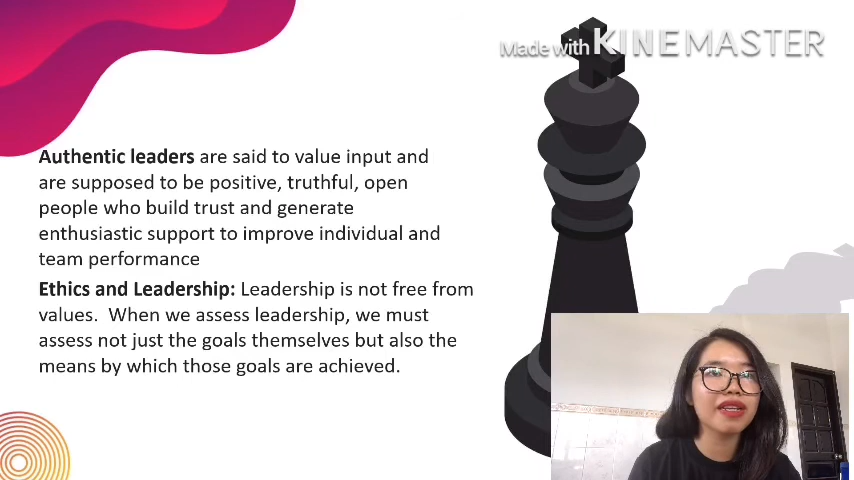 Made with KINEMASTER
Authentic leaders are said to value input and
are supposed to be positive, truthful, open
people who build trust and generate
enthusiastic support to improve individual and
team performance
Ethics and Leadership: Leadership is not free from
values. When we assess leadership, we must
assess not just the goals themselves but also the
means by which those goals are achieved.